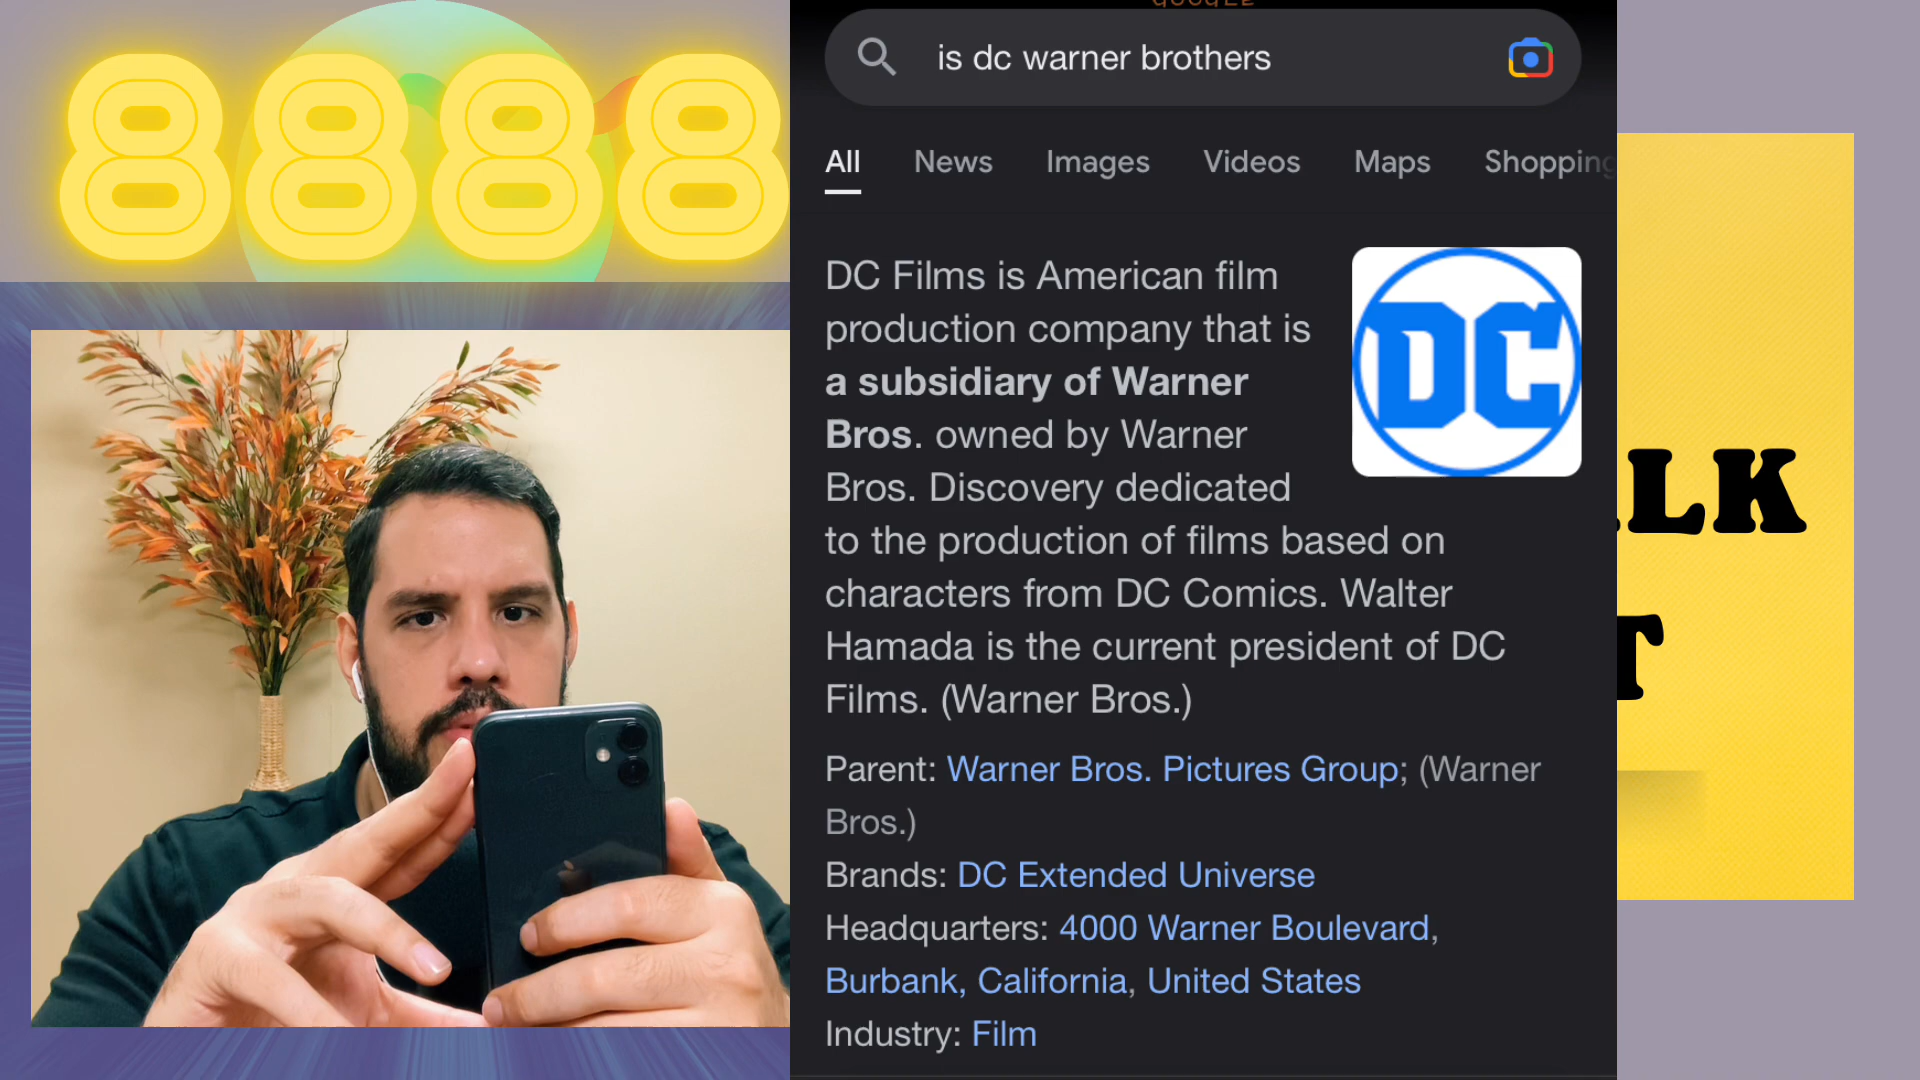 8888
is dc warner brothers
All News Images Videos Maps Shopping
DC Films is American film
production company that is
a subsidiary of Warner
Bros. owned by Warner
Bros. Discovery dedicated
to the production of films based on
characters from DC Comics. Walter
Hamada is the current president of DC
Films. (Warner Bros.)
DC
Parent: Warner Bros. Pictures Group; (Warner
Bros.)
Brands: DC Extended Universe
Headquarters: 4000 Warner Boulevard,
Burbank, California, United States
Industry: Film
LK
T